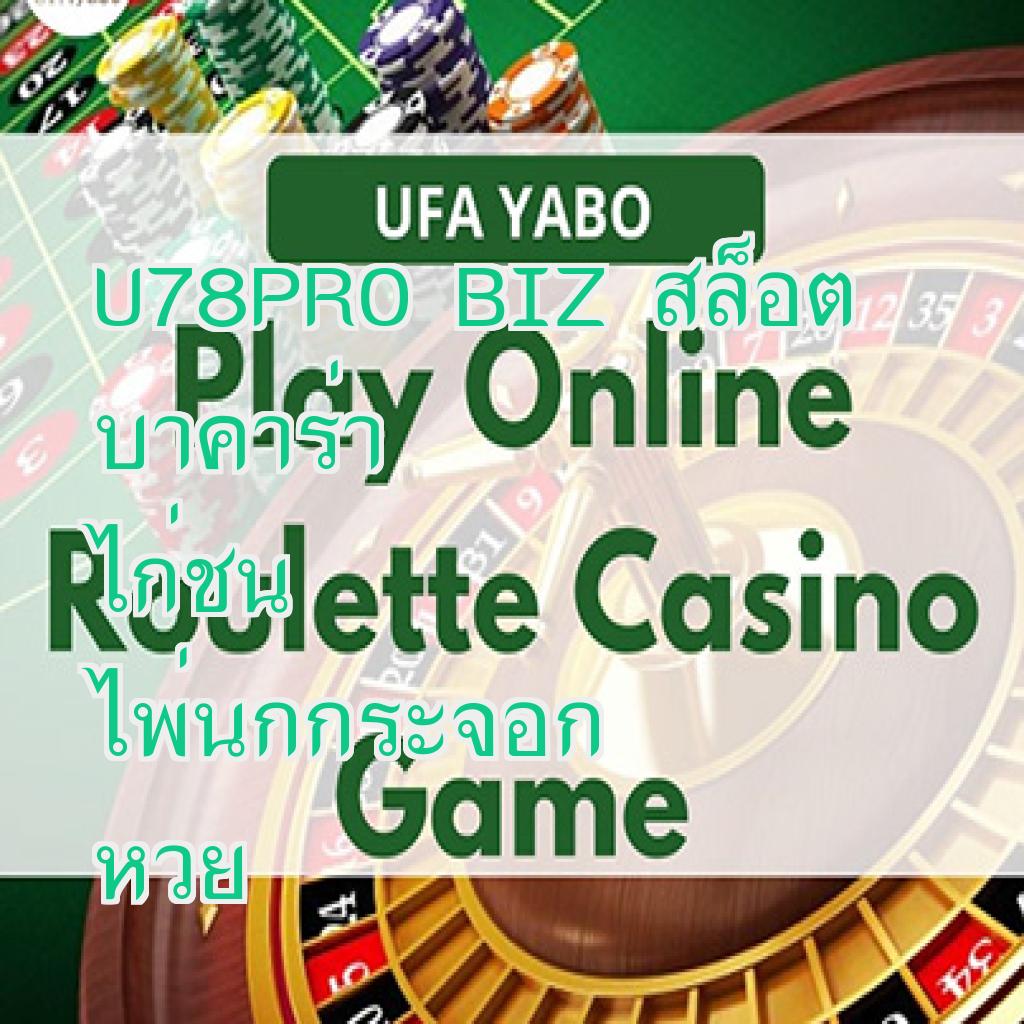 UFA YABO
U78PRO BIZ สล็อต
Play Online
บาคาร่า
Roulette Casino
ไก่ชน
ไพ่นกกระจอก
Game
หวย